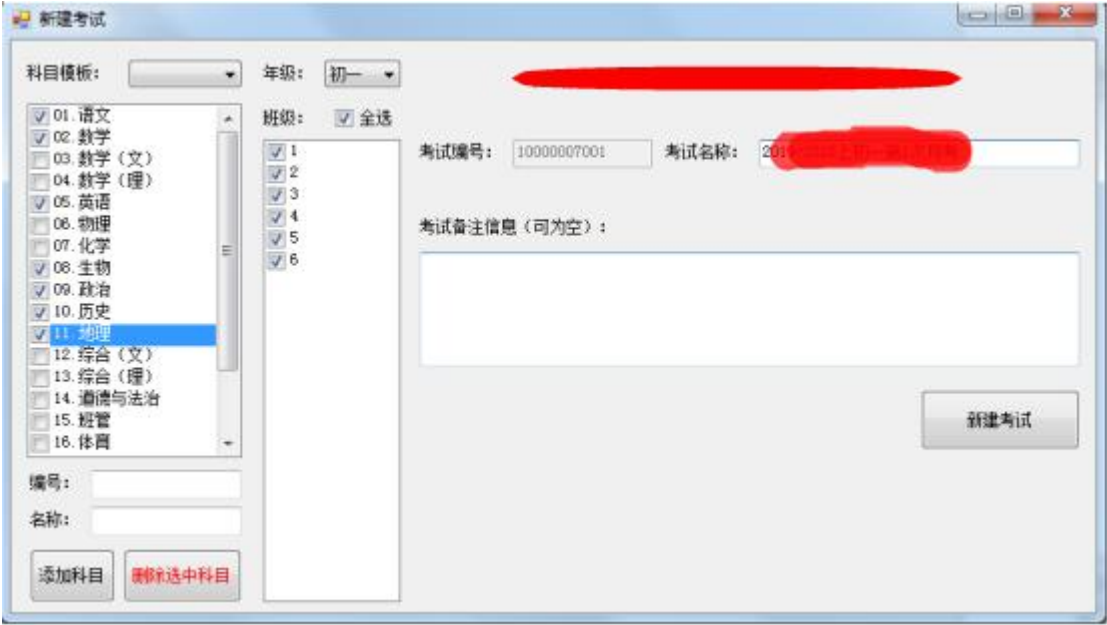 新建考试
科目模板：
年级： 初一
01.语文
02.数学
03.数学（文）
04.数学（理）
05.英语
06.物理
07.化学
08.生物
09.政治
10.历史
11.地理
12.综合（文）
13.综合（理）
14.道德与法治
15.班管
16.体育
编号：
名称：
添加科目 删除选中科目
班级： 全选
1
2
3
4
5
6
考试编号： 10000007001 考试名称：
考试备注信息（可为空）：
新建考试